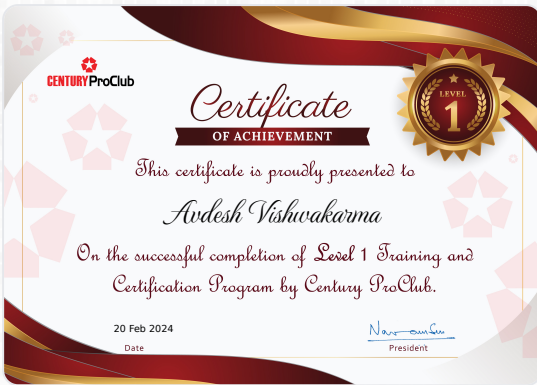 CENTURY ProClub
LEVEL
1
Certificate
OF ACHIEVEMENT
This certificate is proudly presented to
Avdesh Vishwakarma
On the successful completion of Level 1 Training and
Certification Program by Century ProClub.
20 Feb 2024
Date
President